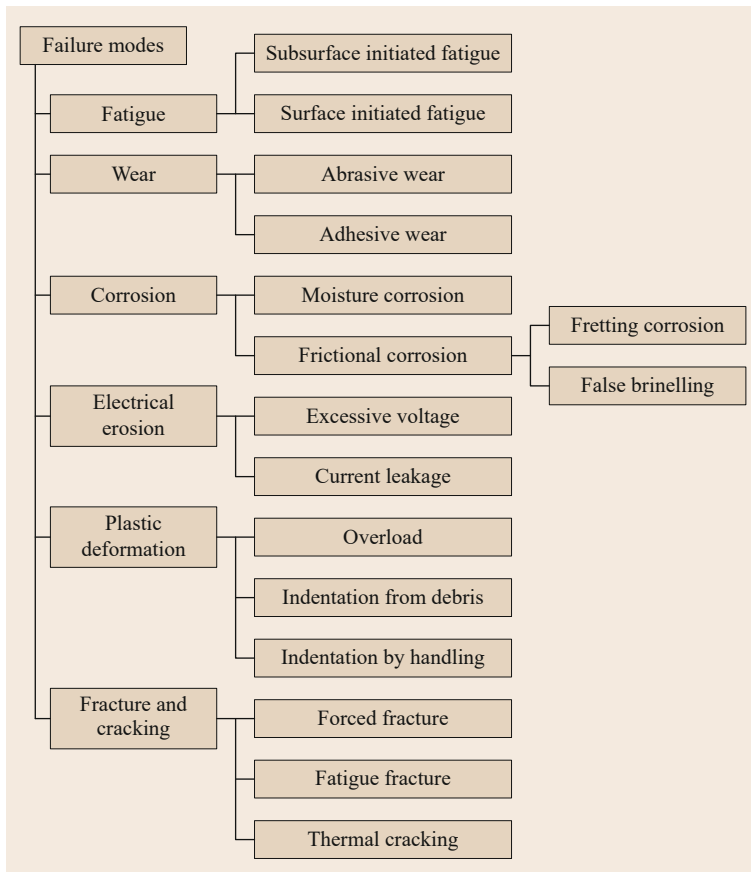 Failure modes
Subsurface initiated fatigue
Fatigue
Surface initiated fatigue
Wear
Abrasive wear
Adhesive wear
Corrosion
Moisture corrosion
Frictional corrosion
Fretting corrosion
False brinelling
Electrical
erosion
Excessive voltage
Current leakage
Plastic
deformation
Overload
Indentation from debris
Indentation by handling
Fracture and
cracking
Forced fracture
Fatigue fracture
Thermal cracking